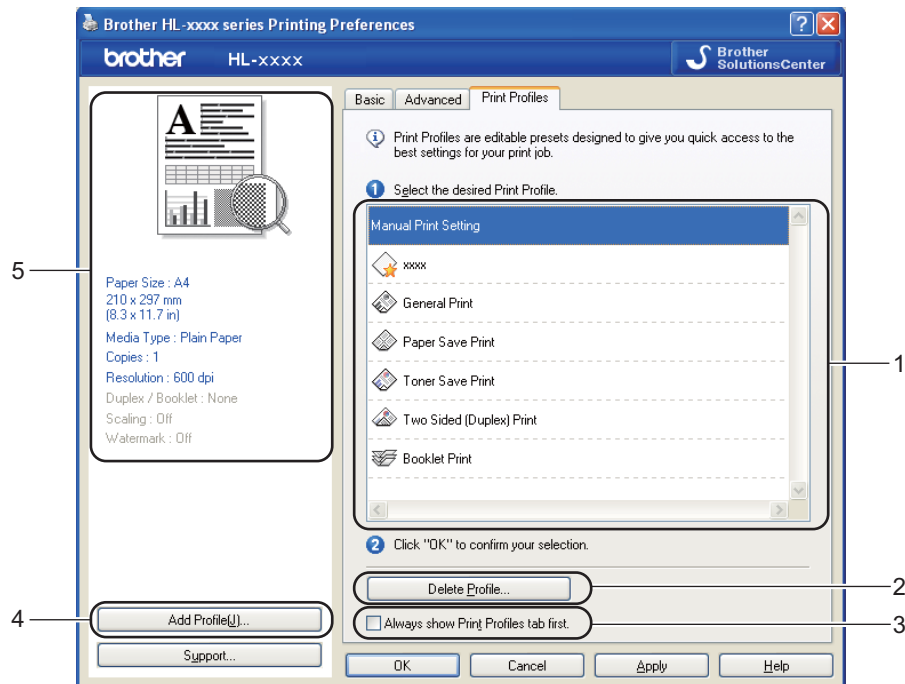 Brother HL-xxxx series Printing Preferences
brother HL-xxxx
Brother
SolutionsCenter
A
Paper Size : A4
210 x 297 mm
(8.3 x 11.7 in)
Media Type : Plain Paper
Copies : 1
Resolution : 600 dpi
Duplex / Booklet : None
Scaling : Off
Watermark : Off
Add Profile(J)...
Support...
Basic
Advanced
Print Profiles
Print Profiles are editable presets designed to give you quick access to the
best settings for your print job.
1 Select the desired Print Profile.
Manual Print Setting
xxxx
General Print
Paper Save Print
Toner Save Print
Two Sided (Duplex) Print
Booklet Print
2 Click "OK" to confirm your selection.
Delete Profile...
Always show Print Profiles tab first.
OK
Cancel
Apply
Help
1
2
3
4
5